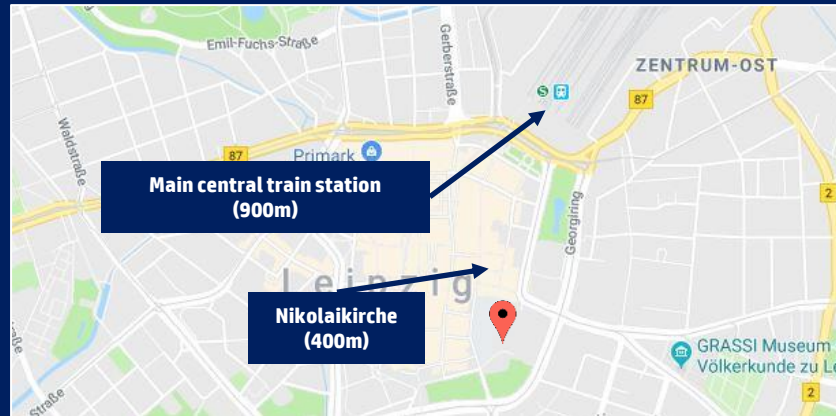 Emil-Fuchs-Straße
Gerberstraße
ZENTRUM-OST
87
Waldstraße
87
Primark
Main central train station
(900m)
2
Georgiring
Leipzig
Nikolaikirche
(400m)
GRASSI Museum
Völkerkunde zu Le
2
Straße